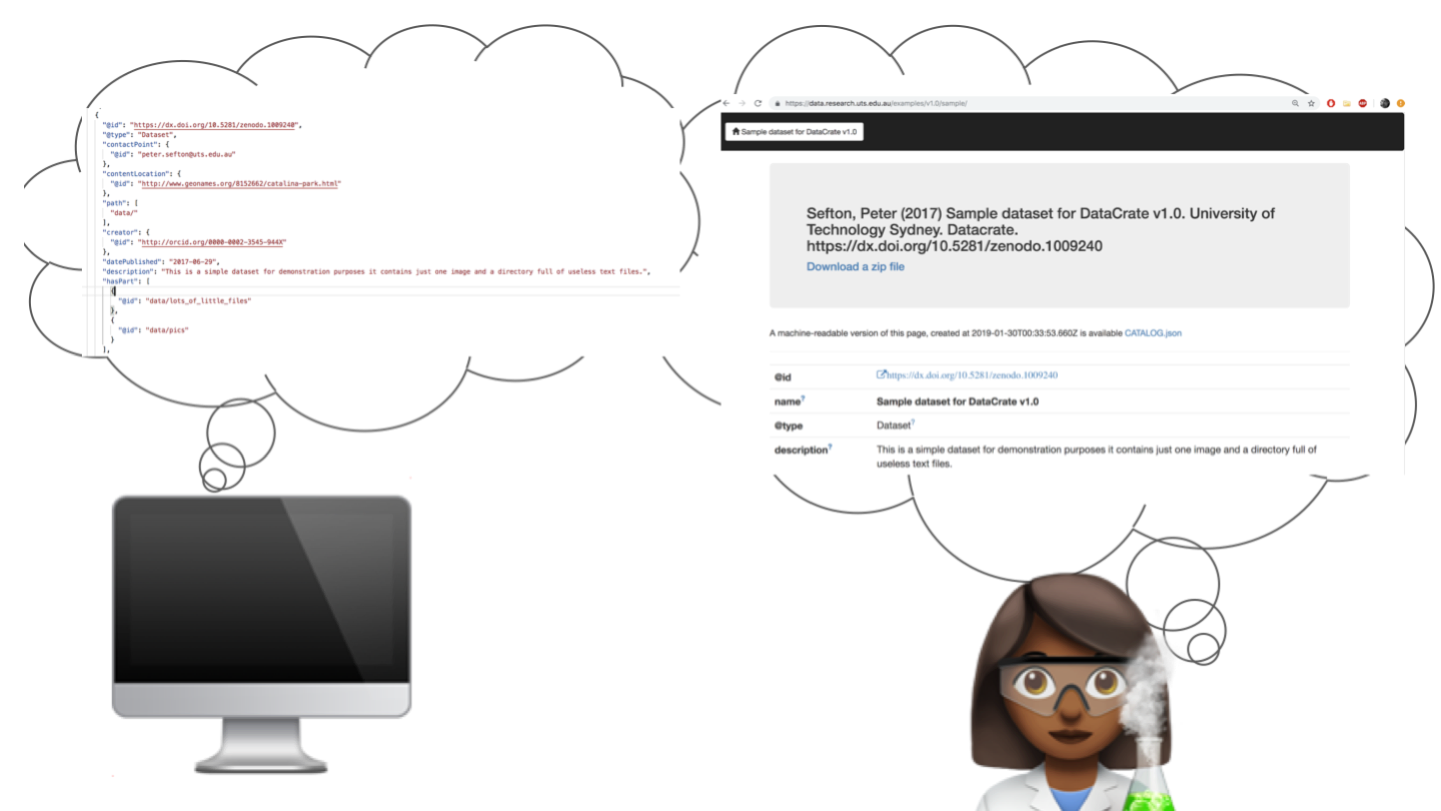 {
"@id": "https://dx.doi.org/10.5281/zenodo.1009240",
"@type": "Dataset",
"contactPoint": {
"@id": "peter.sefton@uts.edu.au"
},
"contentLocation": {
"@id": "http://www.geonames.org/8152662/catalina-park.html"
},
"path": [
"data/"
],
"creator": {
"@id": "http://orcid.org/0000-0002-3545-944X"
},
"datePublished": "2017-06-29",
"description": "This is a simple dataset for demonstration purposes it contains just one image and a directory full of useless text files.",
"hasPart": [
{
"@id": "data/lots_of_little_files"
},
{
"@id": "data/pics"
}
],
https://data.research.uts.edu.au/examples/v1.0/sample/
Sample dataset for DataCrate v1.0
Sefton, Peter (2017) Sample dataset for DataCrate v1.0. University of
Technology Sydney. Datacrate.
https://dx.doi.org/10.5281/zenodo.1009240
Download a zip file
A machine-readable version of this page, created at 2019-01-30T00:33:53.660Z is available CATALOG.json
@id https://dx.doi.org/10.5281/zenodo.1009240
name? Sample dataset for DataCrate v1.0
@type Dataset?
description? This is a simple dataset for demonstration purposes it contains just one image and a directory full of
useless text files.